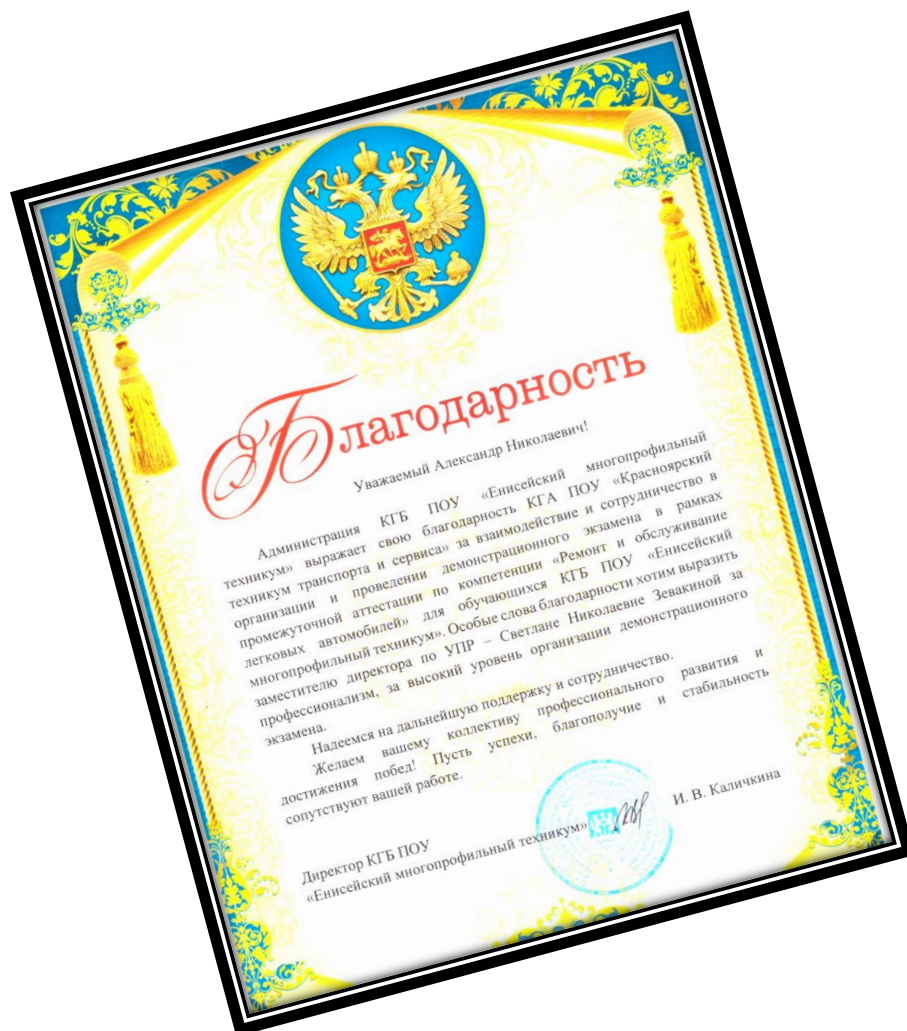 Благодарность
Уважаемый Александр Николаевич!
Администрация КГБ ПОУ «Енисейский многопрофильный
техникум» выражает свою благодарность КГА ПОУ «Красноярский
техникум транспорта и сервиса» за взаимодействие и сотрудничество в
организации и проведении демонстрационного экзамена в рамках
промежуточной аттестации по компетенции «Ремонт и обслуживание
легковых автомобилей» для обучающихся КГБ ПОУ «Енисейский
многопрофильный техникум». Особые слова благодарности хотим выразить
заместителю директора по УПР – Светлане Николаевне Зевакиной за
профессионализм, за высокий уровень организации демонстрационного
экзамена.
Надеемся на дальнейшую поддержку и сотрудничество.
Желаем вашему коллективу профессионального развития и
достижения побед! Пусть успехи, благополучие и стабильность
сопутствуют вашей работе.
Директор КГБ ПОУ
«Енисейский многопрофильный техникум» И. В. Каличкина